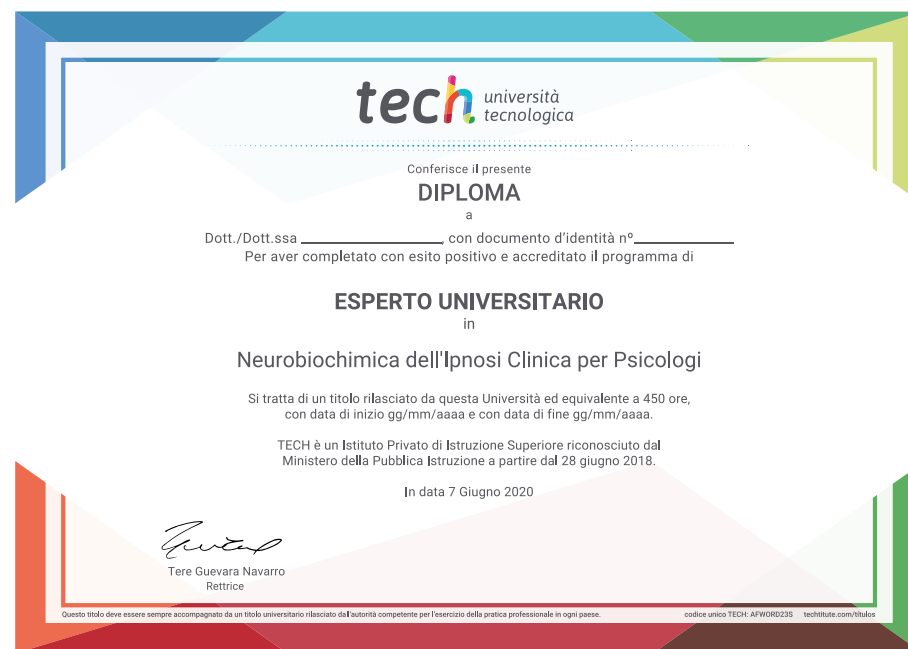 tech università
tecnologica
Conferisce il presente
DIPLOMA
a
Dott./Dott.ssa ____________________, con documento d'identità nº______________
Per aver completato con esito positivo e accreditato il programma di
ESPERTO UNIVERSITARIO
in
Neurobiochimica dell'Ipnosi Clinica per Psicologi
Si tratta di un titolo rilasciato da questa Università ed equivalente a 450 ore,
con data di inizio gg/mm/aaaa e con data di fine gg/mm/aaaa.
TECH è un Istituto Privato di Istruzione Superiore riconosciuto dal
Ministero della Pubblica Istruzione a partire dal 28 giugno 2018.
In data 7 Giugno 2020
Tere Guevara Navarro
Rettrice
Questo titolo deve essere sempre accompagnato da un titolo universitario rilasciato dall'autorità competente per l'esercizio della pratica professionale in ogni paese. codice unico TECH: AFWORD23S techtitute.com/titulos